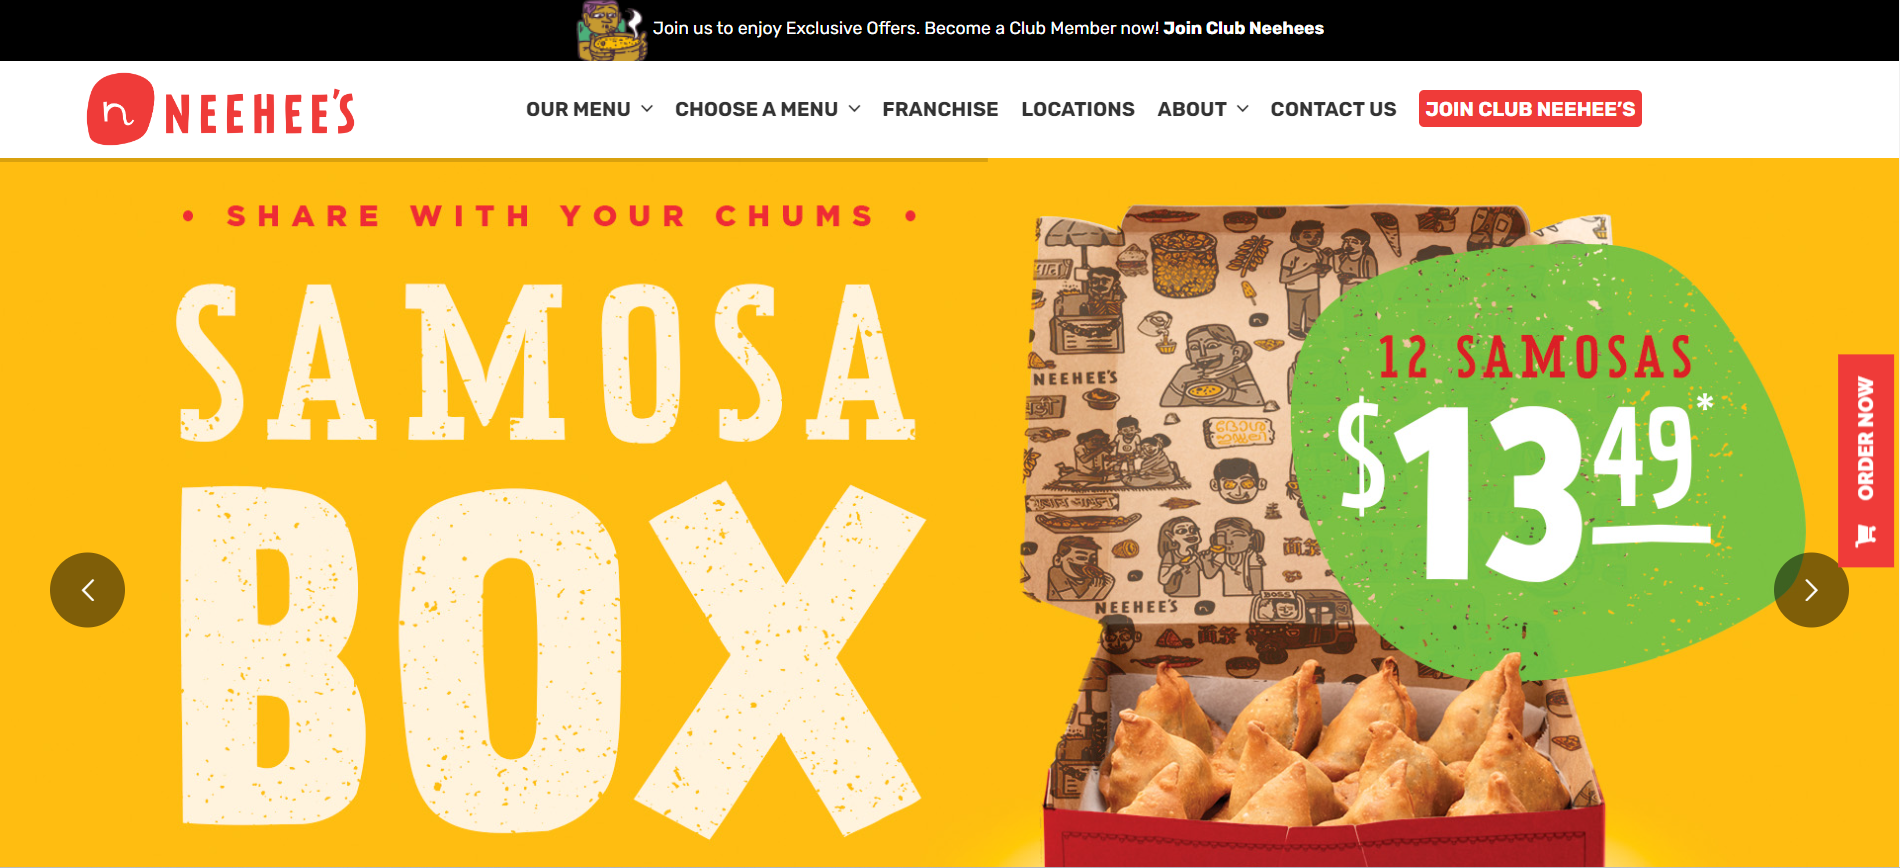 Join us to enjoy Exclusive Offers. Become a Club Member now! Join Club Neehees
n NEEHEE'S
OUR MENU CHOOSE A MENU FRANCHISE LOCATIONS ABOUT CONTACT US JOIN CLUB NEEHEE'S
• SHARE WITH YOUR CHUMS •
SAMOSA
BOX
12 SAMOSAS
$13.49*
ORDER NOW
NEEHEE'S
NEEHEE'S
BOSS